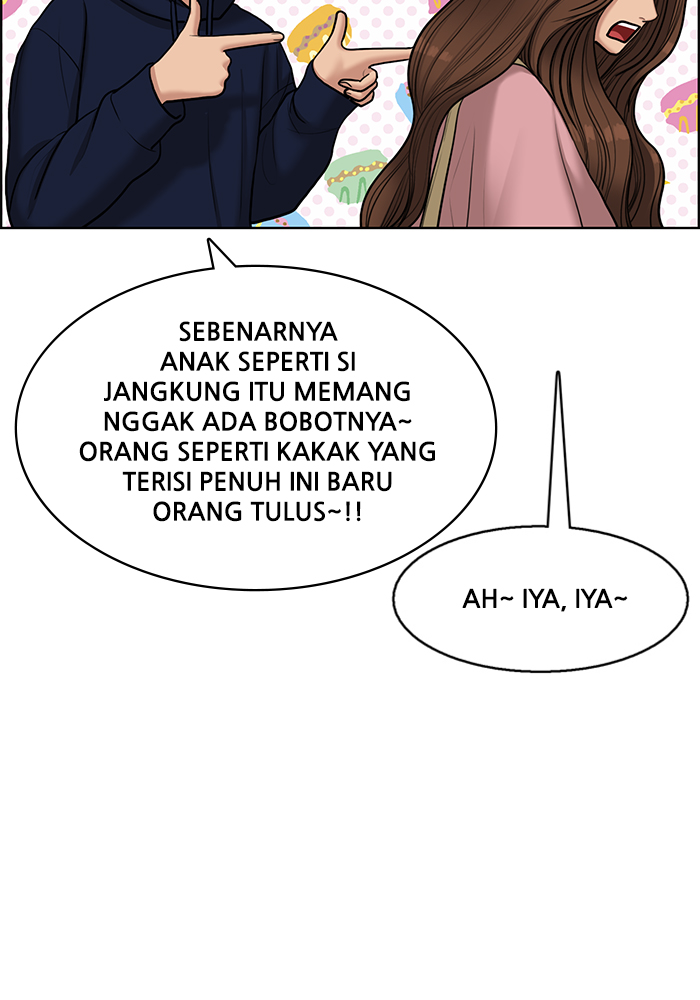 SEBENARNYA
ANAK SEPERTI SI
JANGKUNG ITU MEMANG
NGGAK ADA BOBOTNYA~
ORANG SEPERTI KAKAK YANG
TERISI PENUH INI BARU
ORANG TULUS~!!
AH~ IYA, IYA~